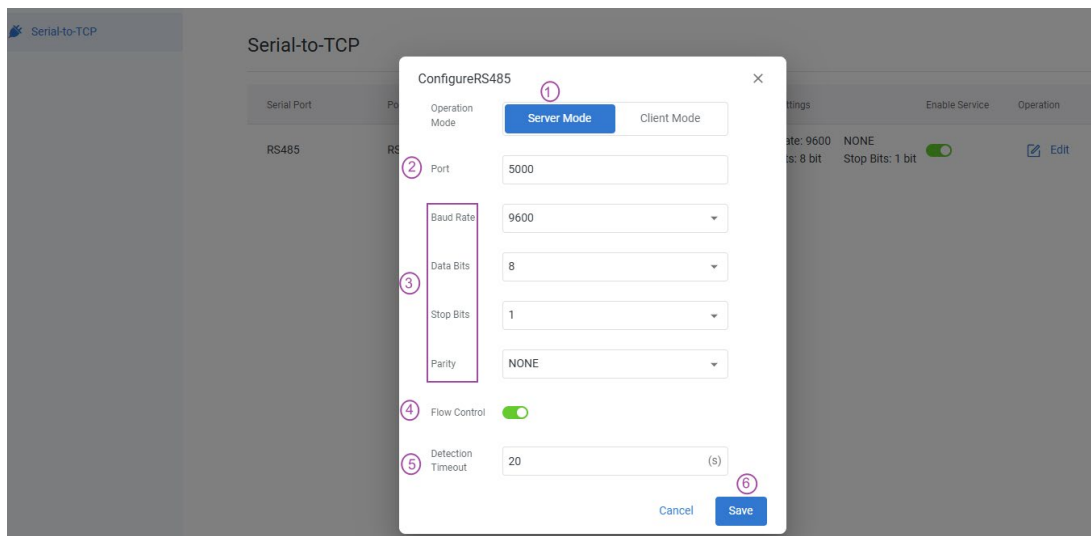 Serial-to-TCP
Serial-to-TCP
ConfigureRS485
1
Serial Port
Po
ttings
Enable Service
Operation
Operation
Mode
Server Mode
Client Mode
RS485
RS
ate: 9600
NONE
ts: 8 bit
Stop Bits: 1 bit
Edit
2
Port
5000
Baud Rate
9600
3
Data Bits
8
Stop Bits
1
Parity
NONE
4
Flow Control
5
Detection
Timeout
20
(s)
6
Cancel
Save